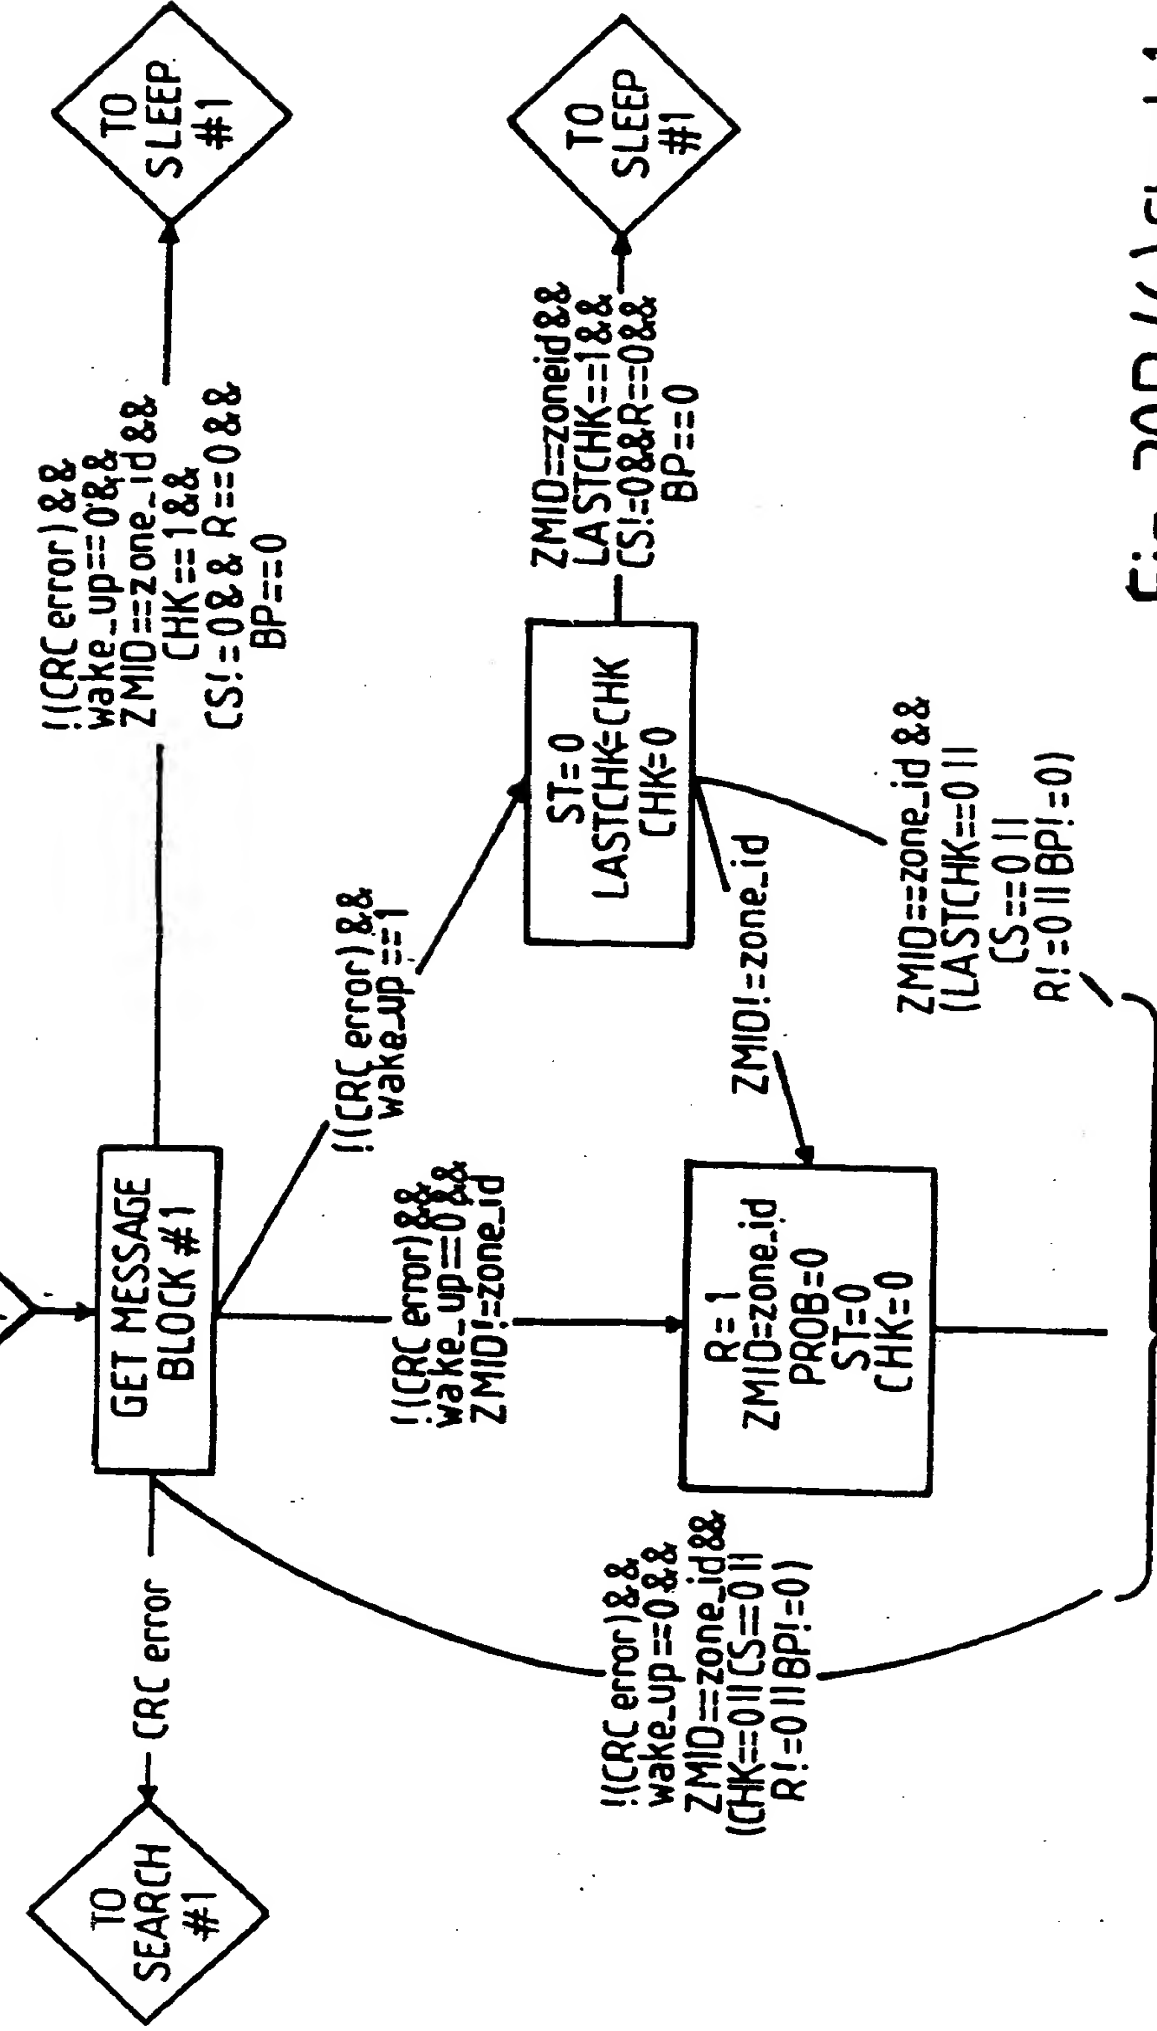 TO
SEARCH
#1
CRC error
GET MESSAGE
BLOCK #1
!(CRC error) &&
wake_up==0 &&
ZMID==zone_id &&
CHK==1 &&
CS!=0 && R==0 &&
BP==0
TO
SLEEP
#1
!(CRC error) &&
wake_up==1
!(CRC error) &&
wake_up==0 &&
ZMID!=zone_id
ST=0
LASTCHK=CHK
CHK=0
ZMID==zoneid &&
LASTCHK==1 &&
CS!=0 && R==0 &&
BP==0
TO
SLEEP
#1
!(CRC error) &&
wake_up==0 &&
ZMID==zone_id &&
(CHK==0 || CS==0 ||
R!=0 || BP!=0)
R=1
ZMID=zone_id
PROB=0
ST=0
CHK=0
ZMID!=zone_id
ZMID==zone_id &&
(LASTCHK==0 ||
CS==0 ||
R!=0 || BP!=0)